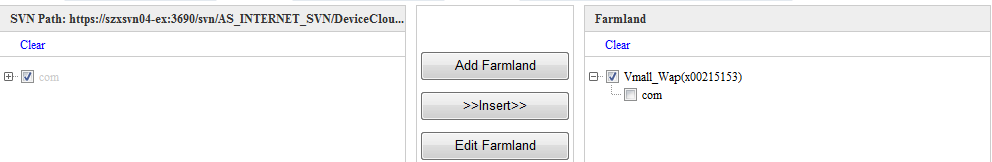 SVN Path: https://szxsvn04-ex:3690/svn/AS_INTERNET_SVN/DeviceClou...
Clear
com
Add Farmland
>>Insert>>
Edit Farmland
Farmland
Clear
Vmall_Wap(x00215153)
com